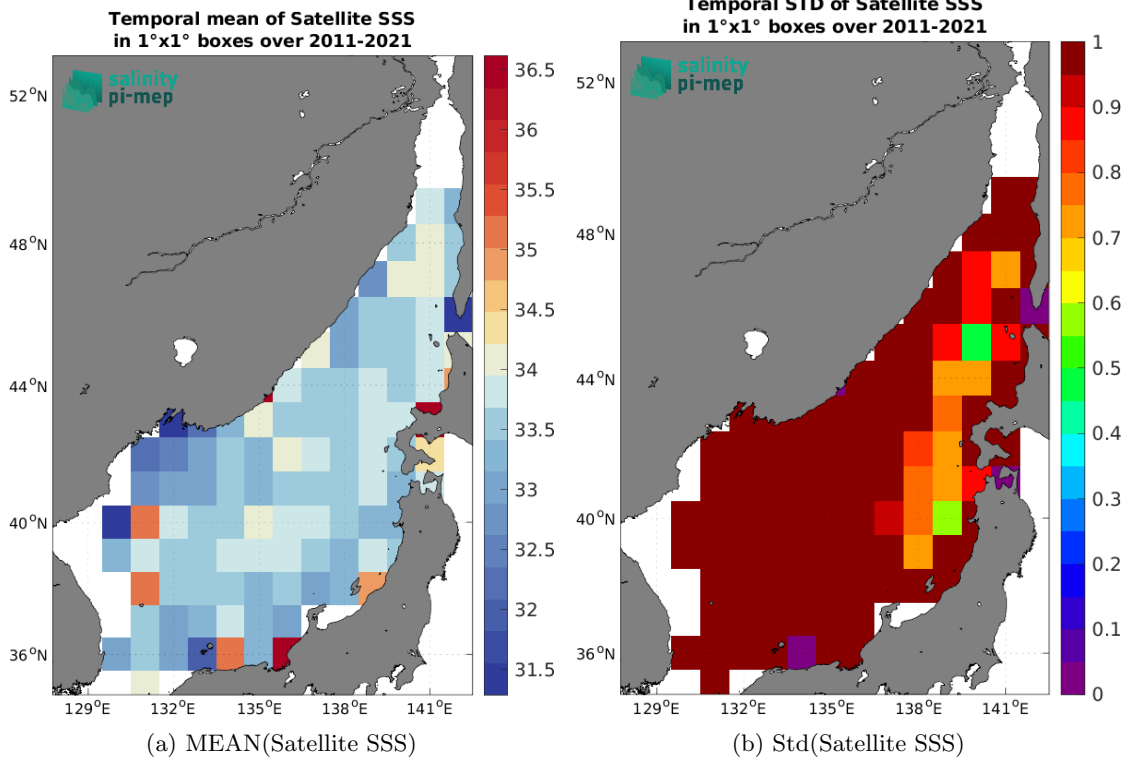 Temporal mean of Satellite SSS
in 1°x1° boxes over 2011-2021
salinity
pi-mep
52°N
48°N
44°N
40°N
36°N
129°E
132°E
135°E
138°E
141°E
36.5
36
35.5
35
34.5
34
33.5
33
32.5
32
31.5
(a) MEAN(Satellite SSS)
Temporal STD of Satellite SSS
in 1°x1° boxes over 2011-2021
salinity
pi-mep
52°N
48°N
44°N
40°N
36°N
129°E
132°E
135°E
138°E
141°E
1
0.9
0.8
0.7
0.6
0.5
0.4
0.3
0.2
0.1
0
(b) Std(Satellite SSS)